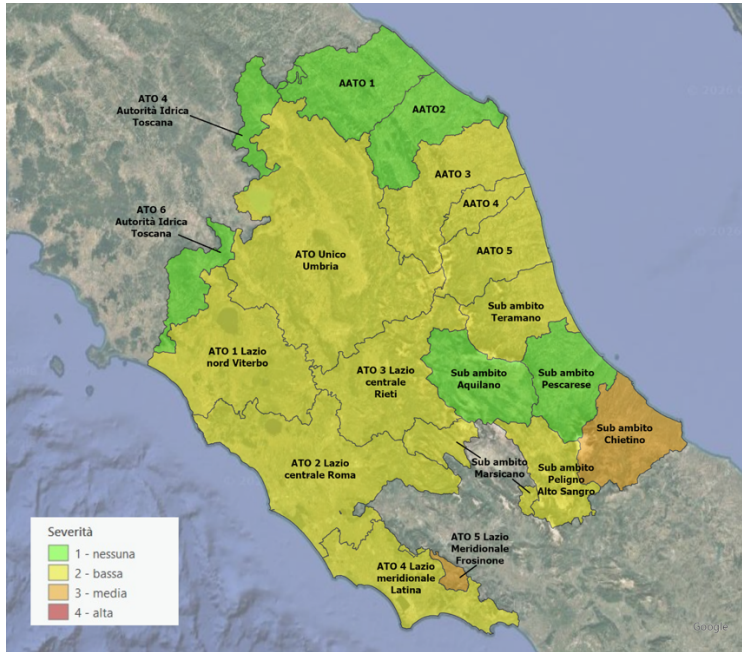 AATO 1
ATO 4
Autorità Idrica
Toscana
AATO2
AATO 3
AATO 4
ATO 6
Autorità Idrica
Toscana
ATO Unico
Umbria
AATO 5
Sub ambito
Teramano
ATO 1 Lazio
nord Viterbo
ATO 3 Lazio
centrale
Rieti
Sub ambito
Aquilano
Sub ambito
Pescarese
Sub ambito
Chietino
ATO 2 Lazio
centrale Roma
Sub ambito
Marsicano
Sub ambito
Peligno
Alto Sangro
ATO 5 Lazio
Meridionale
Frosinone
ATO 4 Lazio
meridionale
Latina
Severità
1 - nessuna
2 - bassa
3 - media
4 - alta
Google